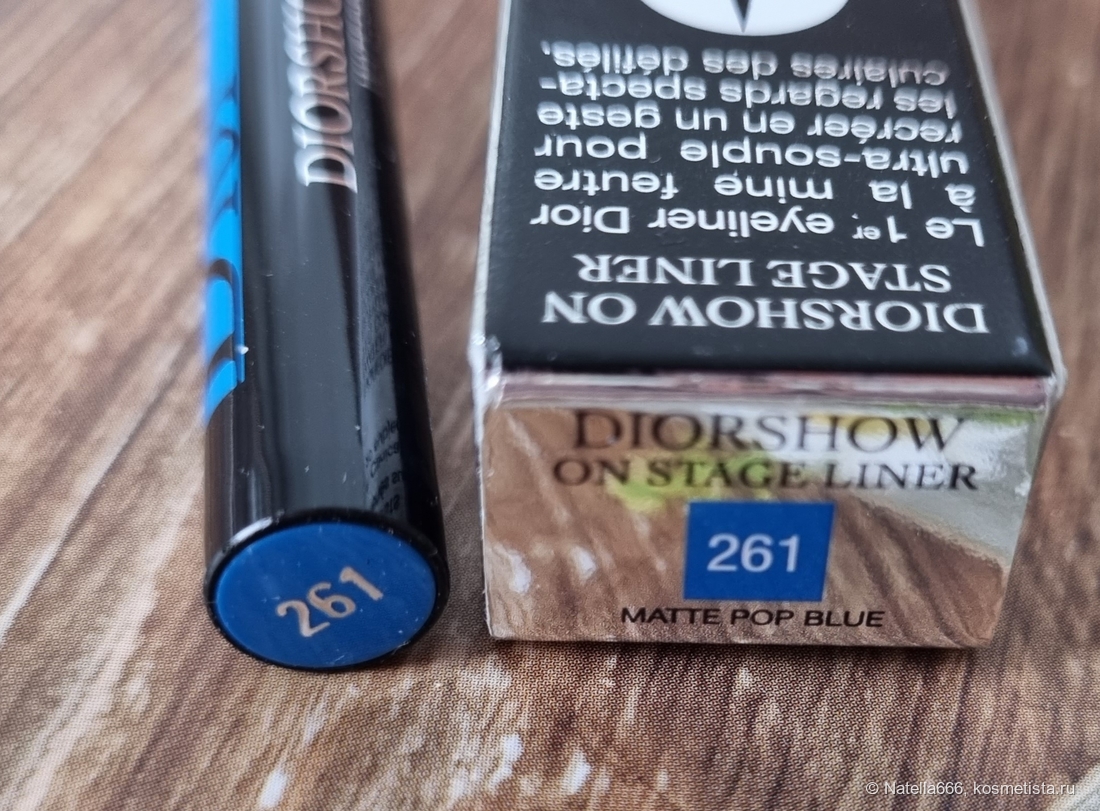 DIORSHO
261
DIORSHOW ON
STAGE LINER
Le 1er eyeliner Dior
à la mine feutre
ultra-souple pour
recréer en un geste
les regards specta-
culaires des défilés.
DIORSHOW
ON STAGE LINER
261
MATTE POP BLUE
© Natella666, kosmetista.ru